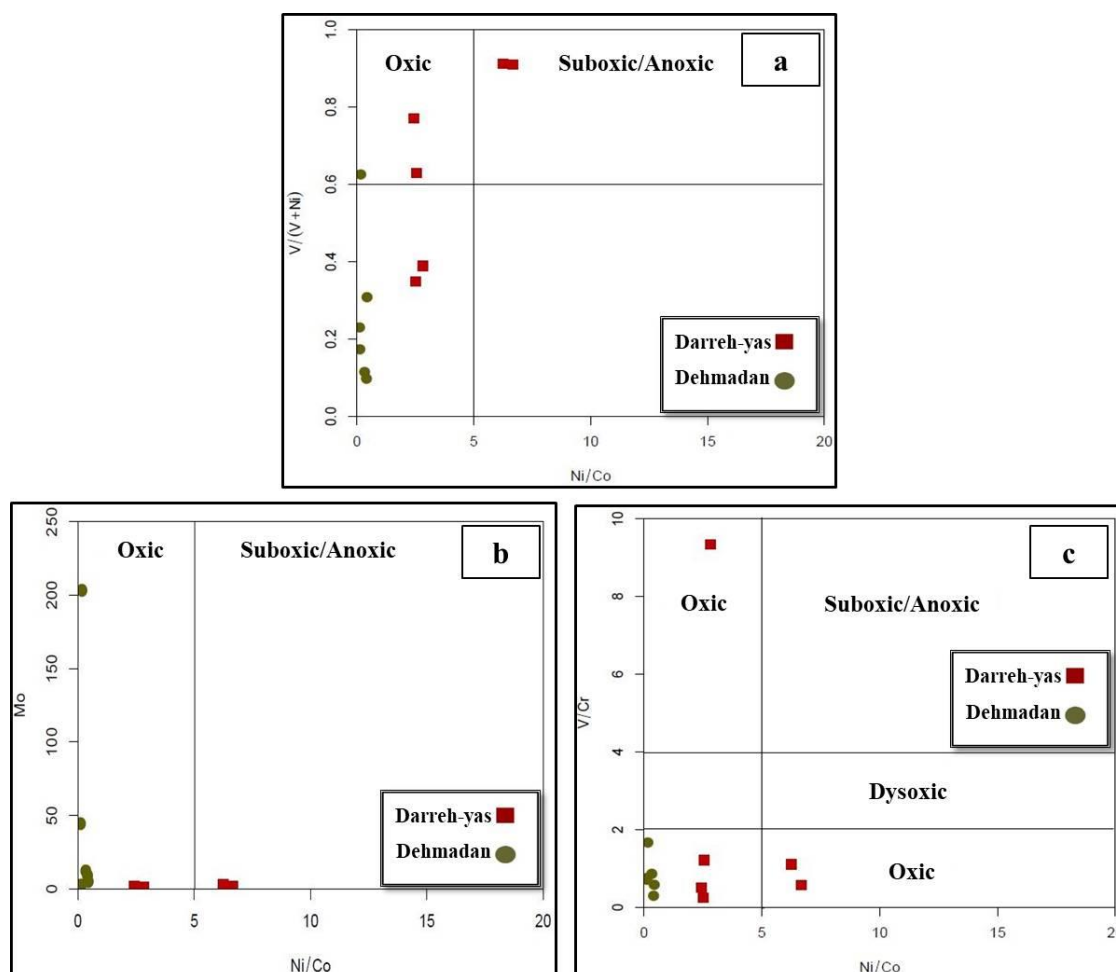 Oxic Suboxic/Anoxic a
V/(V+Ni)
1.0
0.8
0.6
0.4
0.2
0.0
Darreh-yas
Dehmadan
0 5 10 15 20
Ni/Co
Oxic Suboxic/Anoxic b
Mo
250
200
150
100
50
0
Darreh-yas
Dehmadan
0 5 10 15 20
Ni/Co
c
Oxic Suboxic/Anoxic
V/Cr
10
8
6
4
2
0
Darreh-yas
Dehmadan
Dysoxic
Oxic
0 5 10 15 2
Ni/Co